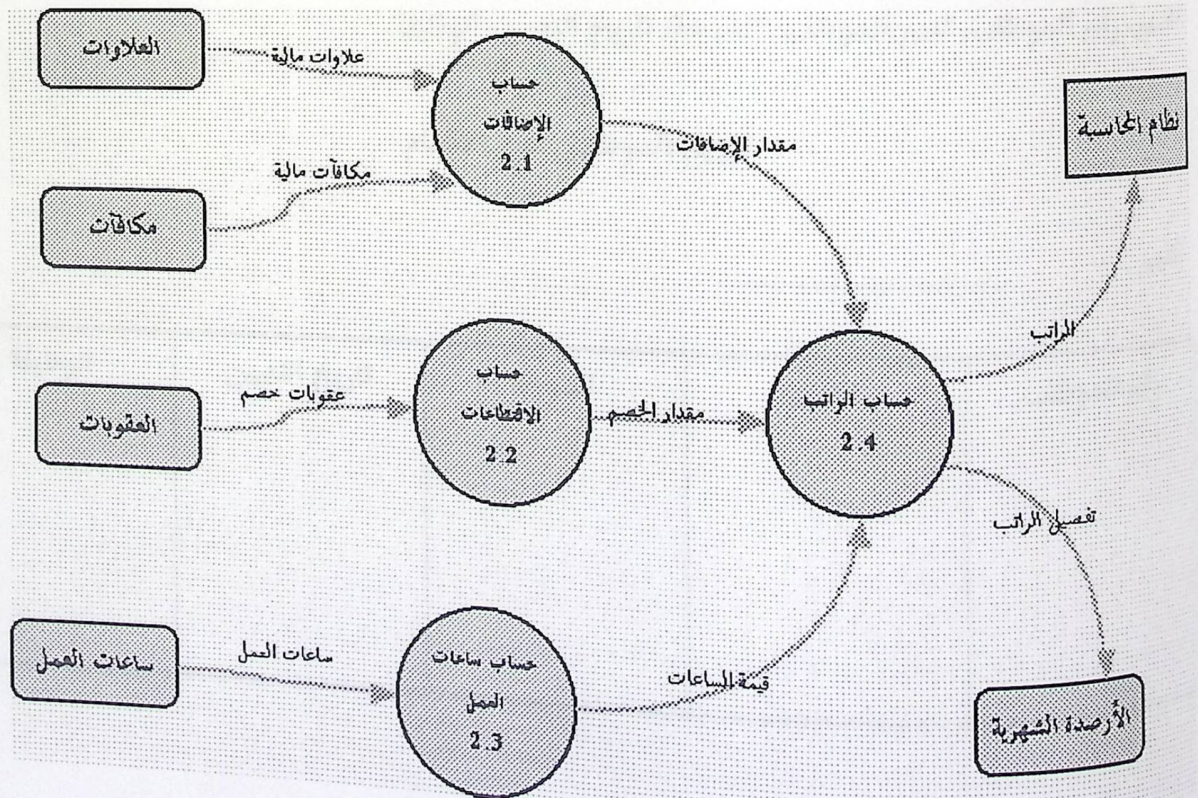 العلاوات
علاوات مالية
حساب
الإضافات
2.1
نظام المحاسبة
مقدار الإضافات
مكافآت مالية
مكافآت
الراتب
حساب
الاقتطاعات
2.2
عقوبات خصم
العقوبات
مقدار الخصم
حساب الراتب
2.4
تفصيل الراتب
ساعات العمل
ساعات العمل
حساب ساعات
العمل
2.3
قيمة الساعات
الأرصدة الشهرية